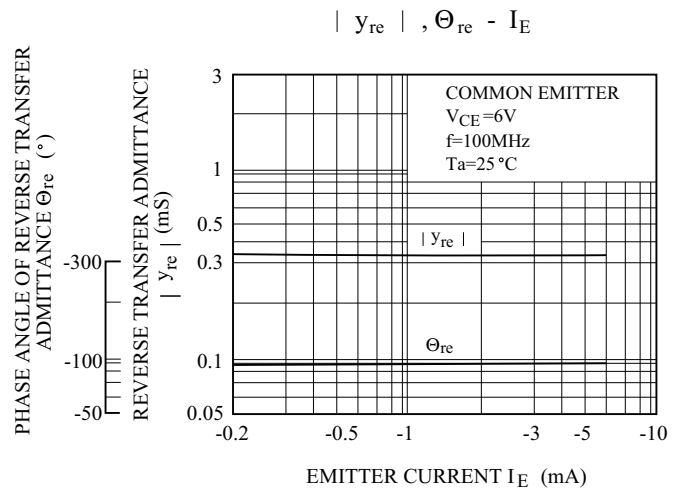 | yre | , Θre - IE
PHASE ANGLE OF REVERSE TRANSFER
ADMITTANCE Θre (°)
REVERSE TRANSFER ADMITTANCE
| yre | (mS)
3
1
0.5
0.3
0.1
0.05
-300
-100
-50
COMMON EMITTER
VCE=6V
f=100MHz
Ta=25°C
| yre |
Θre
-0.2
-0.5
-1
-3
-5
-10
EMITTER CURRENT IE (mA)